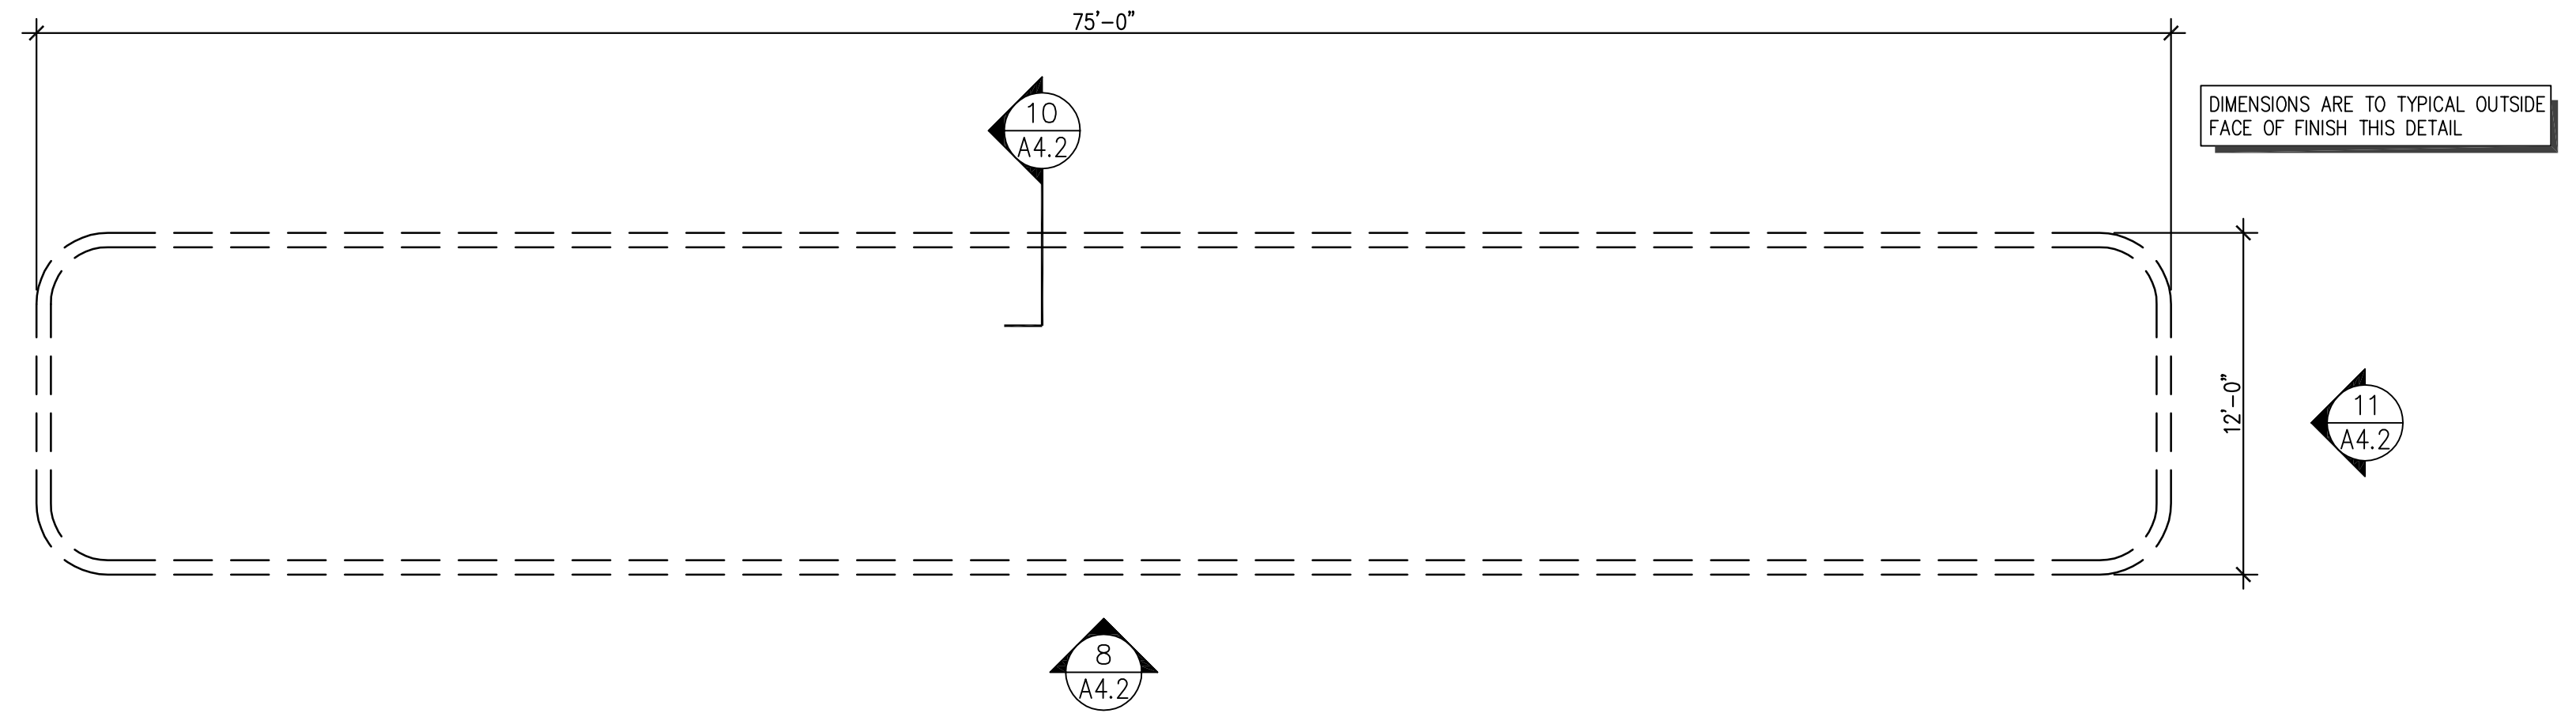 75'-0"
10
A4.2
DIMENSIONS ARE TO TYPICAL OUTSIDE
FACE OF FINISH THIS DETAIL
12'-0"
11
A4.2
8
A4.2